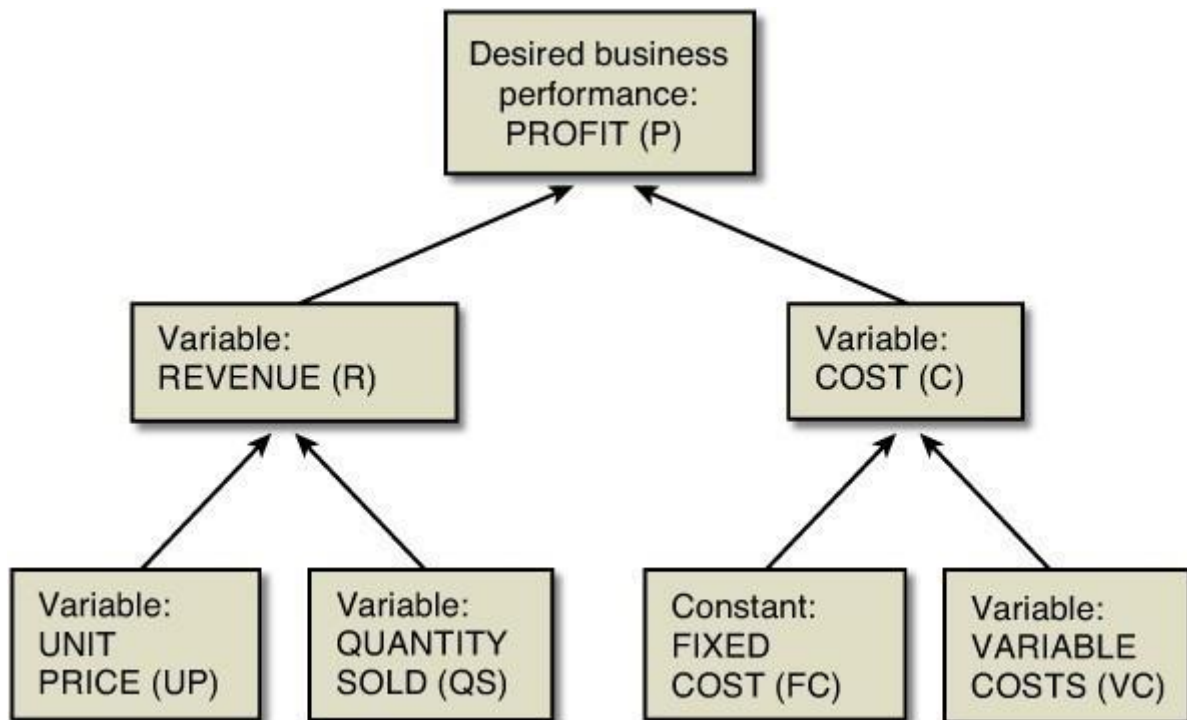 Desired business
performance:
PROFIT (P)
Variable:
REVENUE (R)
Variable:
COST (C)
Variable:
UNIT
PRICE (UP)
Variable:
QUANTITY
SOLD (QS)
Constant:
FIXED
COST (FC)
Variable:
VARIABLE
COSTS (VC)